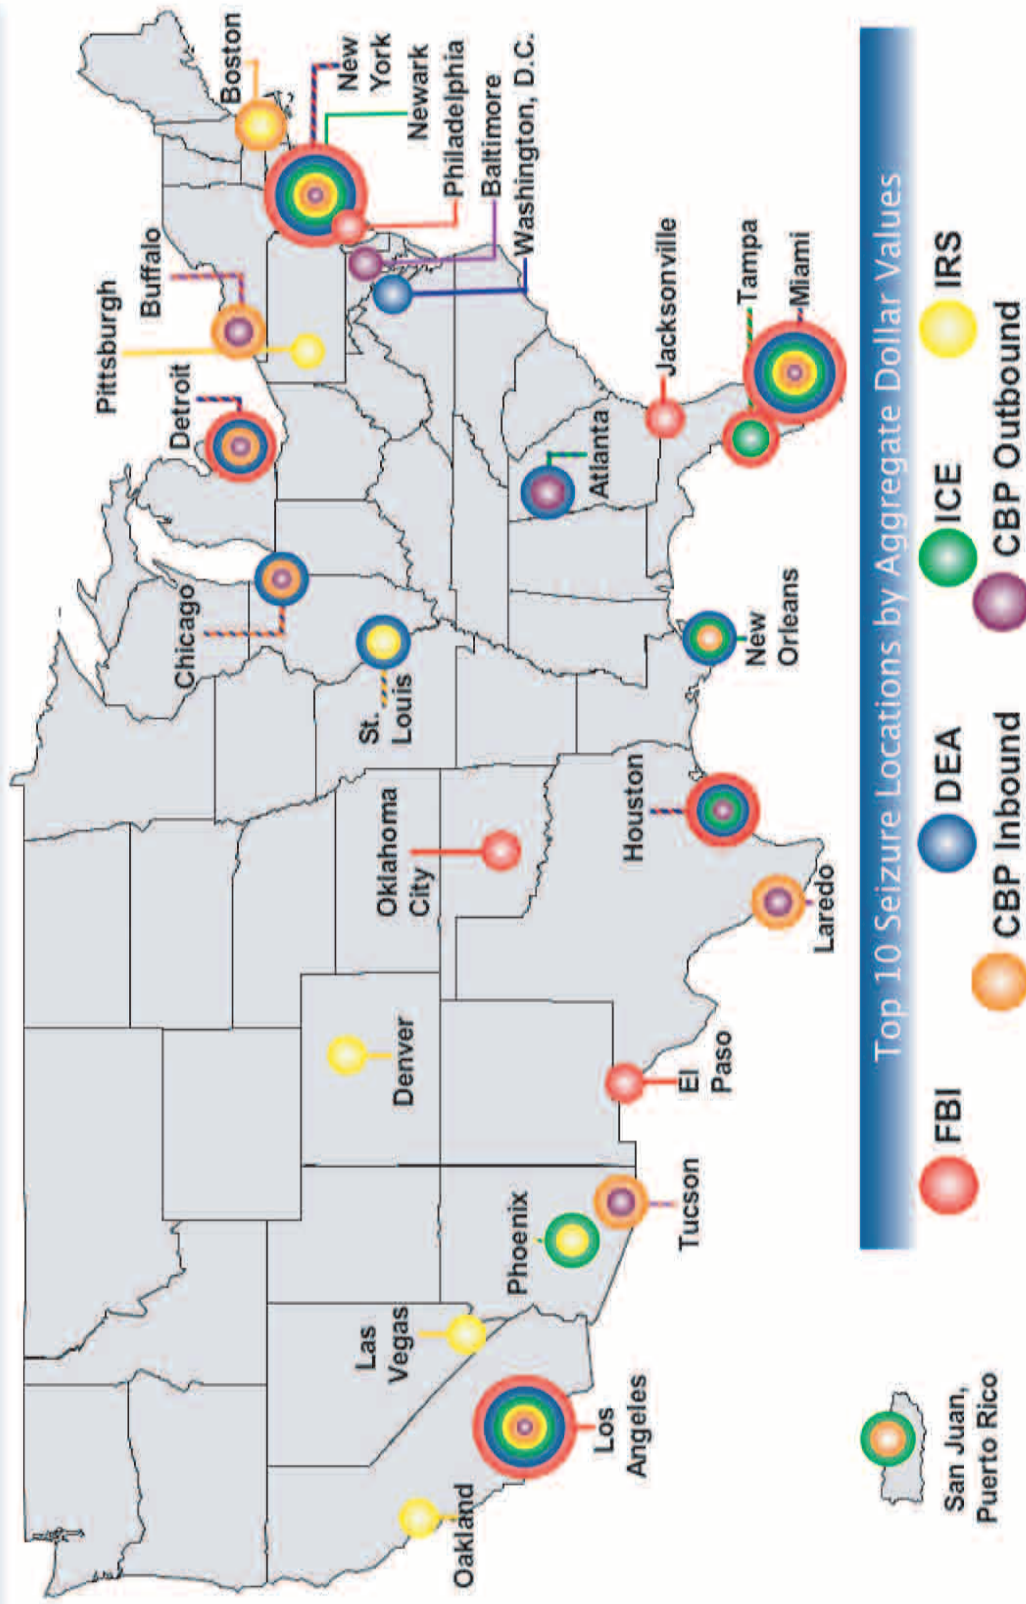 Boston
New
York
Newark
Philadelphia
Baltimore
Washington, D.C.
Buffalo
Pittsburgh
Detroit
Chicago
St.
Louis
Atlanta
Jacksonville
Tampa
Miami
New
Orleans
Houston
Laredo
Oklahoma
City
Denver
El
Paso
Tucson
Phoenix
Las
Vegas
Los
Angeles
Oakland
San Juan,
Puerto Rico
Top 10 Seizure Locations by Aggregate Dollar Values
FBI
DEA
ICE
IRS
CBP Inbound
CBP Outbound